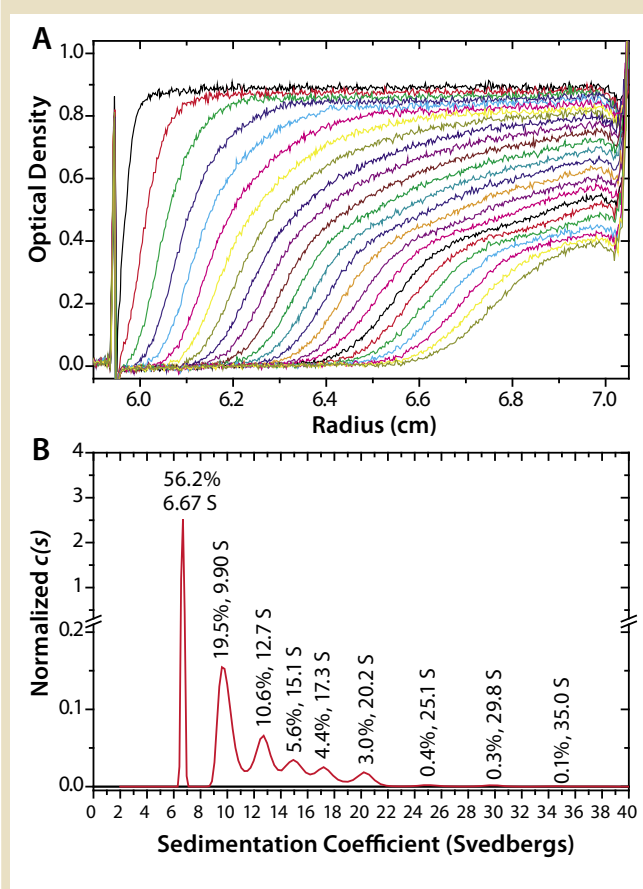 A
1.0
0.8
0.6
0.4
0.2
0.0
Optical Density
6.0 6.2 6.4 6.6 6.8 7.0
Radius (cm)
B
56.2%
6.67 S
19.5%, 9.90 S
10.6%, 12.7 S
5.6%, 15.1 S
4.4%, 17.3 S
3.0%, 20.2 S
0.4%, 25.1 S
0.3%, 29.8 S
0.1%, 35.0 S
4
3
2
1
0.2
0.1
0.0
Normalized c(s)
0 2 4 6 8 10 12 14 16 18 20 22 24 26 28 30 32 34 36 38 40
Sedimentation Coefficient (Svedbergs)